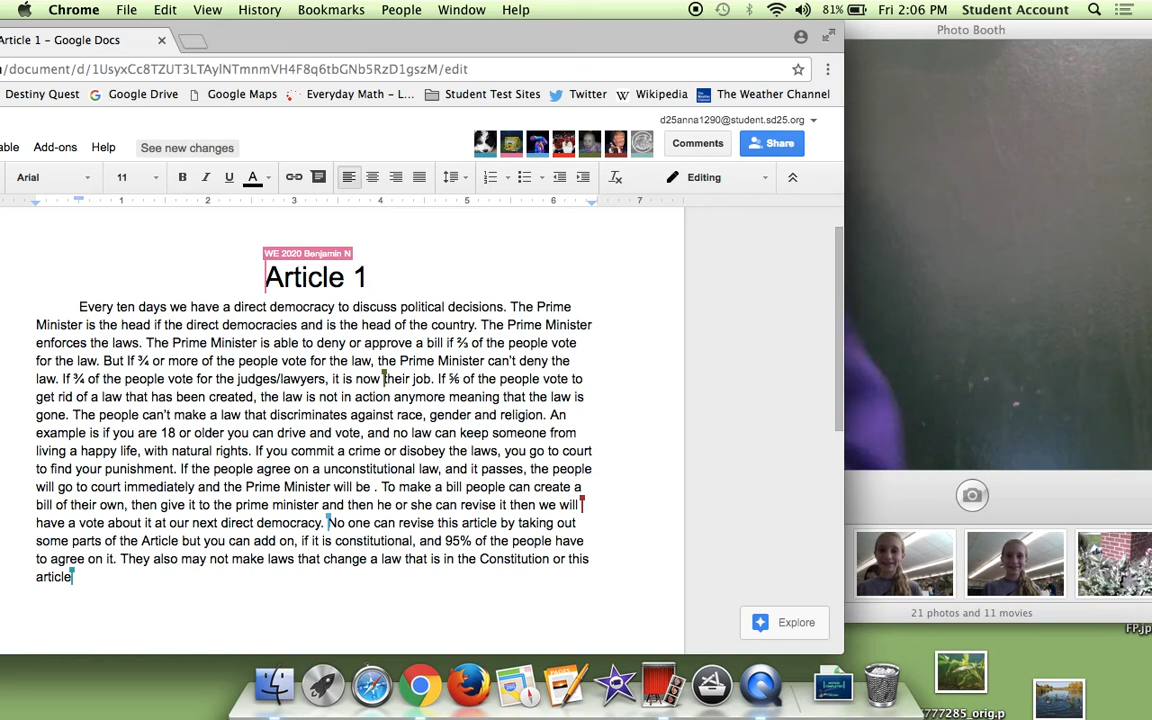 Chrome File Edit View History Bookmarks People Window Help 81% Fri 2:06 PM Student Account
Article 1 – Google Docs
Photo Booth
/document/d/1UsyxCc8TZUT3LTAylNTmnmVH4F8q6tbGNb5RzD1gszM/edit
Destiny Quest Google Drive Google Maps Everyday Math – L... Student Test Sites Twitter Wikipedia The Weather Channel
d25anna1290@student.sd25.org
able Add-ons Help See new changes Comments Share
Arial 11 Editing
1 2 3 4 5 6 7
WE 2020 Benjamin N
Article 1
Every ten days we have a direct democracy to discuss political decisions. The Prime
Minister is the head if the direct democracies and is the head of the country. The Prime Minister
enforces the laws. The Prime Minister is able to deny or approve a bill if ⅔ of the people vote
for the law. But If ¾ or more of the people vote for the law, the Prime Minister can't deny the
law. If ¾ of the people vote for the judges/lawyers, it is now their job. If ⅚ of the people vote to
get rid of a law that has been created, the law is not in action anymore meaning that the law is
gone. The people can't make a law that discriminates against race, gender and religion. An
example is if you are 18 or older you can drive and vote, and no law can keep someone from
living a happy life, with natural rights. If you commit a crime or disobey the laws, you go to court
to find your punishment. If the people agree on a unconstitutional law, and it passes, the people
will go to court immediately and the Prime Minister will be . To make a bill people can create a
bill of their own, then give it to the prime minister and then he or she can revise it then we will
have a vote about it at our next direct democracy. No one can revise this article by taking out
some parts of the Article but you can add on, if it is constitutional, and 95% of the people have
to agree on it. They also may not make laws that change a law that is in the Constitution or this
article
21 photos and 11 movies
Explore
FP.jp
777285_orig.p